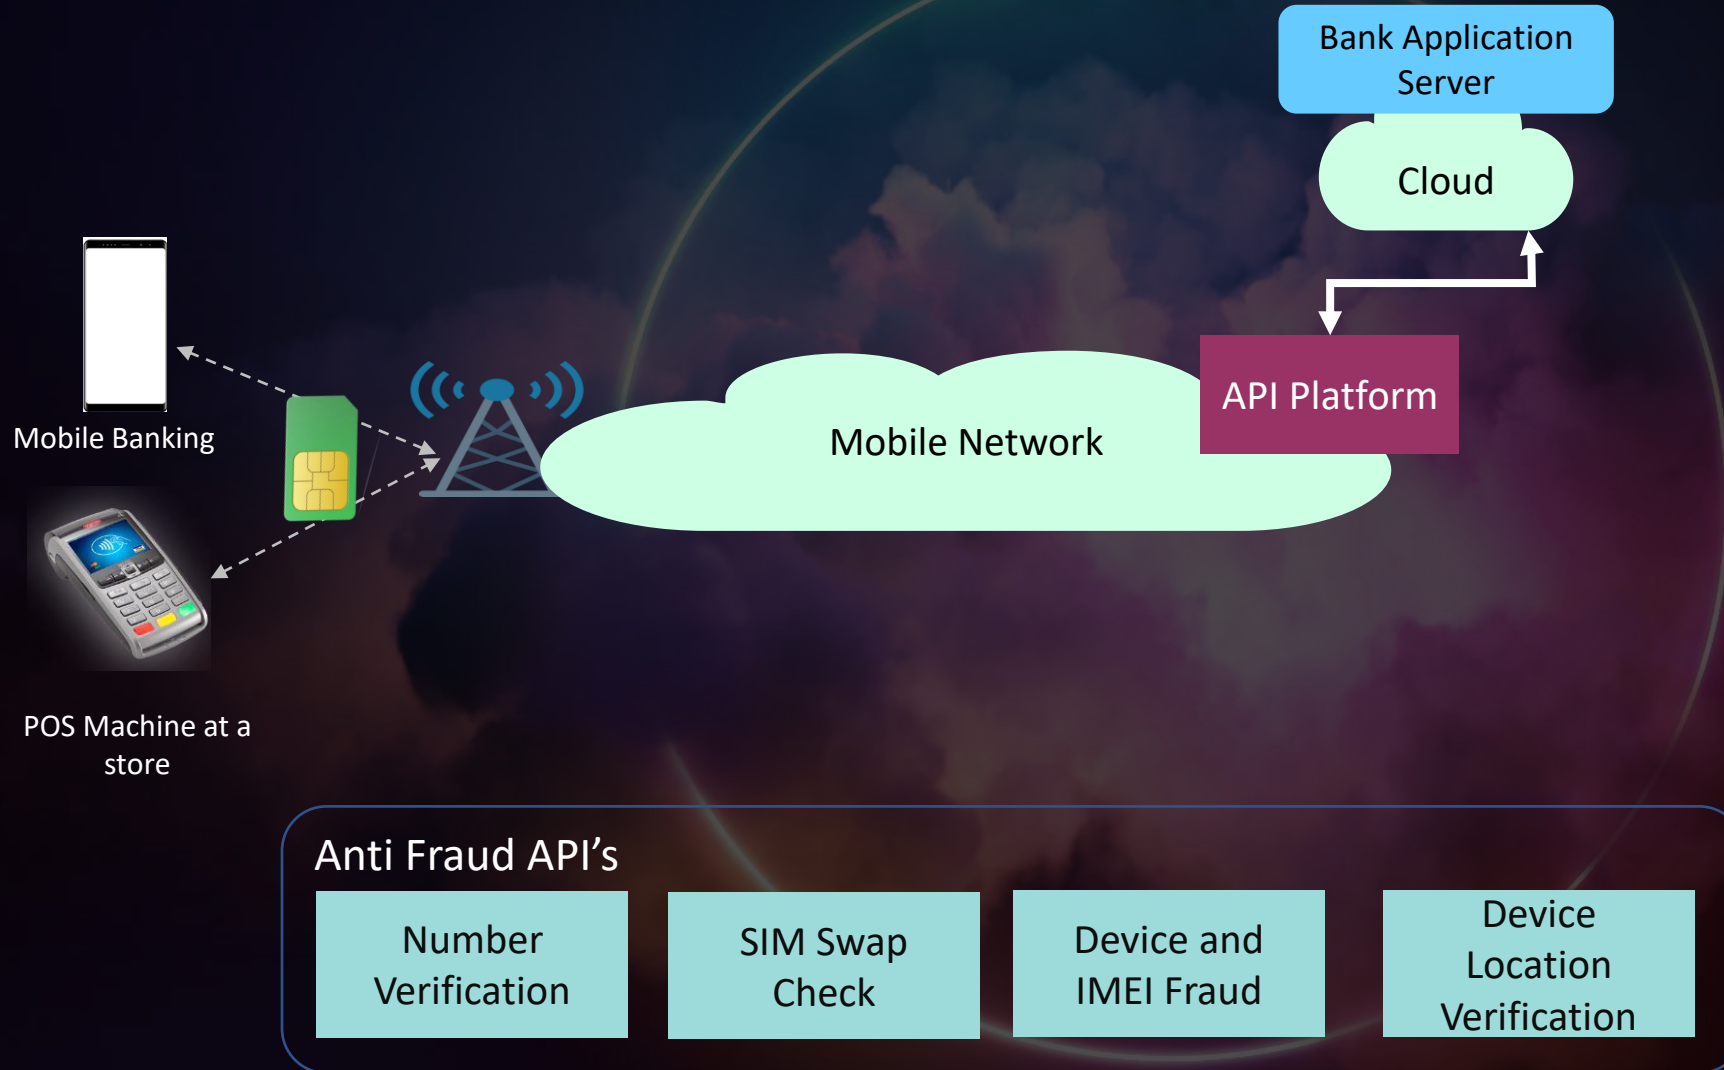 Bank Application
Server
Cloud
API Platform
Mobile Network
Mobile Banking
POS Machine at a
store
Anti Fraud API’s
Number
Verification
SIM Swap
Check
Device and
IMEI Fraud
Device
Location
Verification